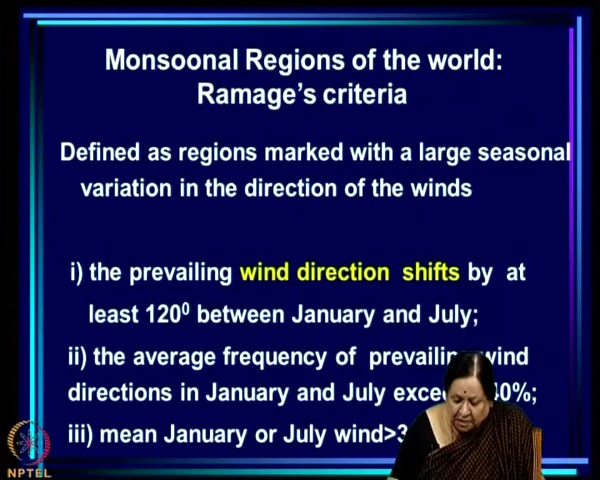 Monsoonal Regions of the world:
Ramage's criteria
Defined as regions marked with a large seasonal
variation in the direction of the winds
i) the prevailing wind direction shifts by at
least 120⁰ between January and July;
ii) the average frequency of prevailing wind
directions in January and July 40%;
iii) mean January or July wind>3
NPTEL